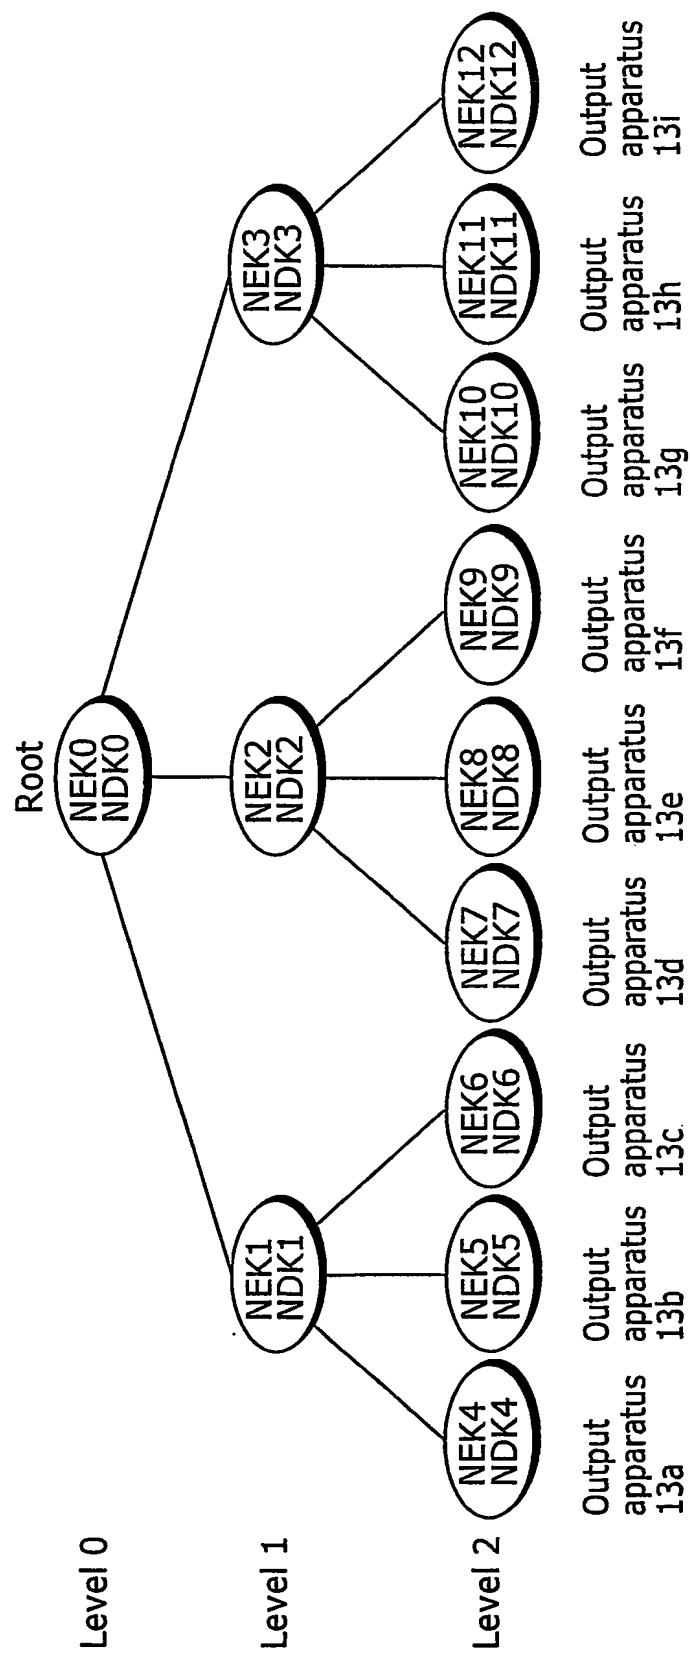 Root
Level 0
NEK0
NDK0
Level 1
NEK1
NDK1
NEK2
NDK2
NEK3
NDK3
Level 2
NEK4
NDK4
NEK5
NDK5
NEK6
NDK6
NEK7
NDK7
NEK8
NDK8
NEK9
NDK9
NEK10
NDK10
NEK11
NDK11
NEK12
NDK12
Output
apparatus
13a
Output
apparatus
13b
Output
apparatus
13c
Output
apparatus
13d
Output
apparatus
13e
Output
apparatus
13f
Output
apparatus
13g
Output
apparatus
13h
Output
apparatus
13i